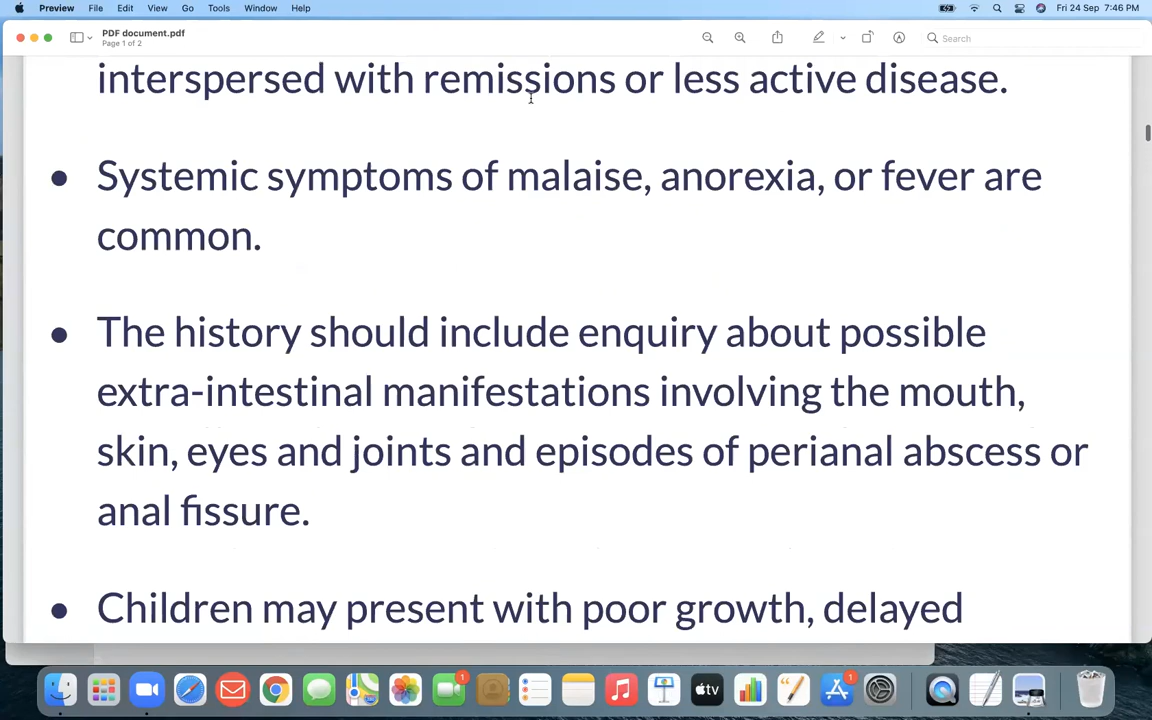 Preview File Edit View Go Tools Window Help Fri 24 Sep 7:46 PM
PDF document.pdf
Page 1 of 2
Search
interspersed with remissions or less active disease.
• Systemic symptoms of malaise, anorexia, or fever are
common.
• The history should include enquiry about possible
extra-intestinal manifestations involving the mouth,
skin, eyes and joints and episodes of perianal abscess or
anal fissure.
• Children may present with poor growth, delayed
1
tv
1